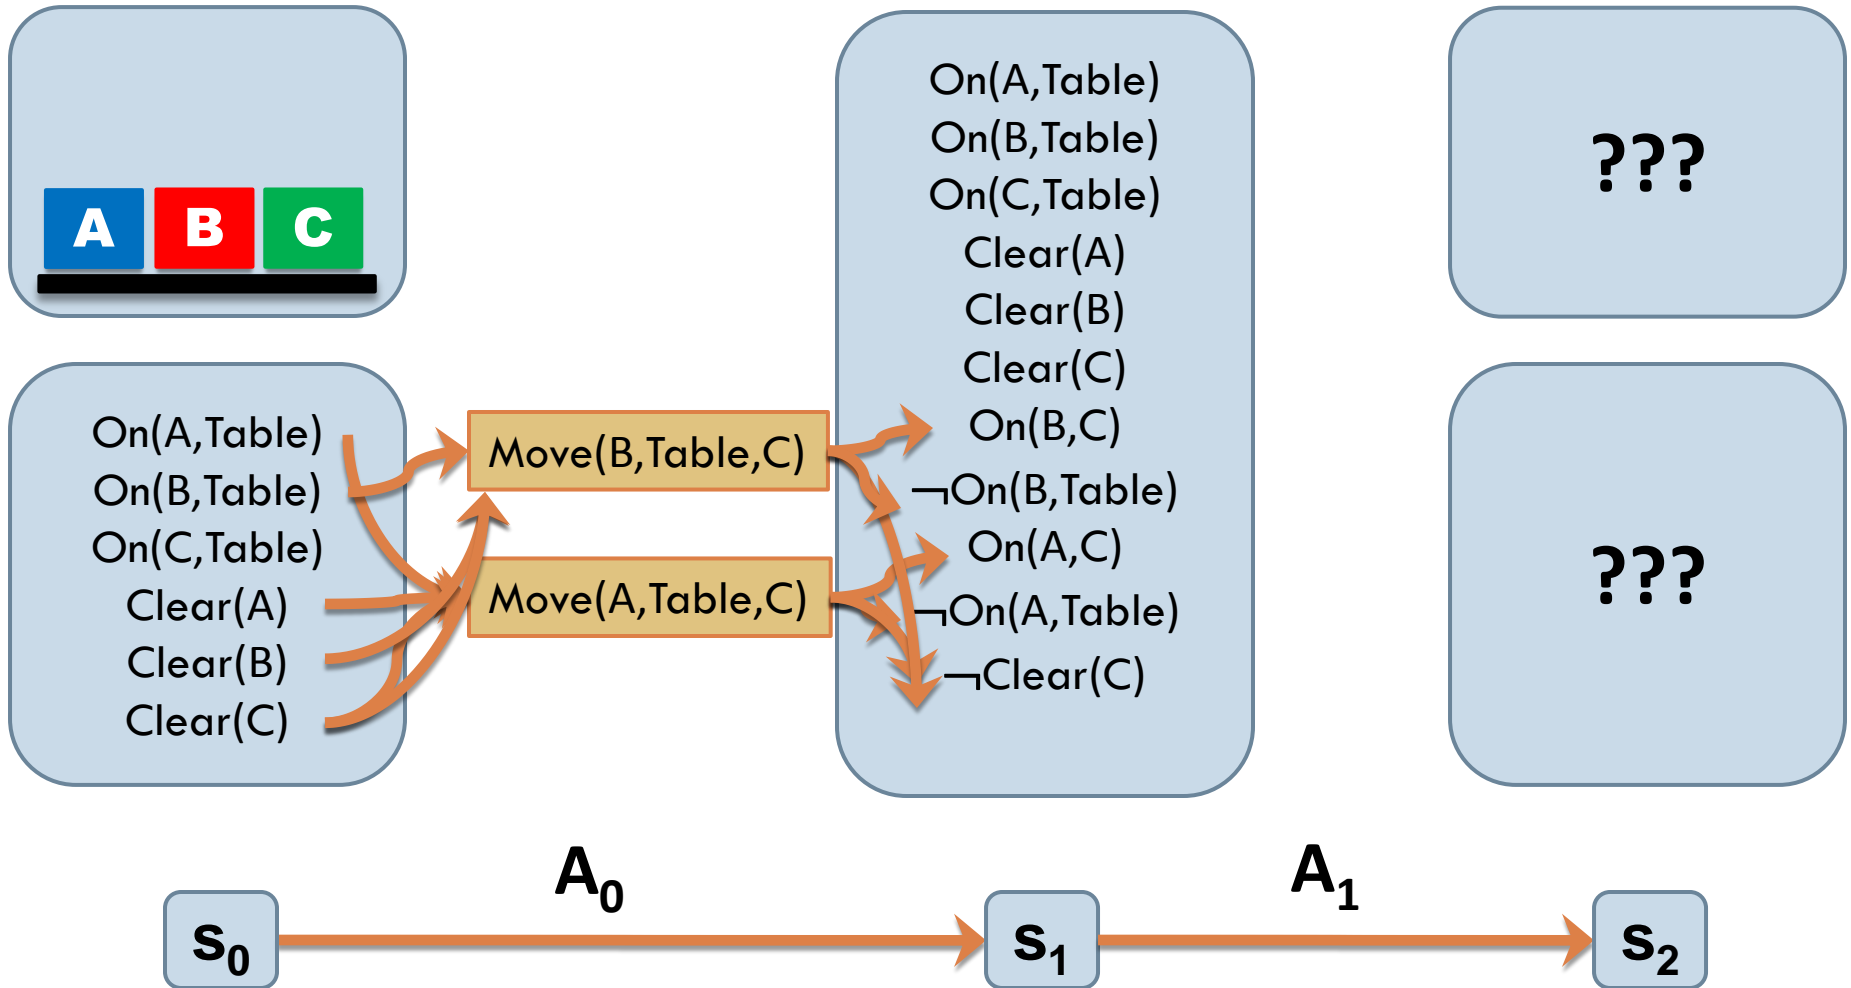 A B C
On(A,Table)
On(B,Table)
On(C,Table)
Clear(A)
Clear(B)
Clear(C)
Move(B,Table,C)
Move(A,Table,C)
On(A,Table)
On(B,Table)
On(C,Table)
Clear(A)
Clear(B)
Clear(C)
On(B,C)
¬On(B,Table)
On(A,C)
¬On(A,Table)
¬Clear(C)
???
???
A₀
A₁
s₀
s₁
s₂